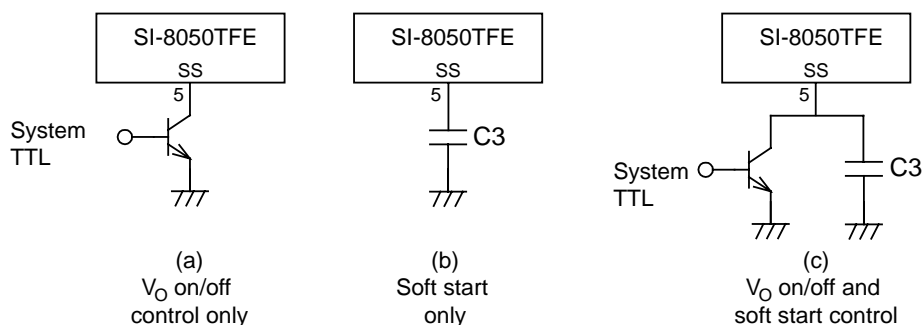 SI-8050TFE
SS
5
System
TTL
(a)
VO on/off
control only
SI-8050TFE
SS
5
C3
(b)
Soft start
only
SI-8050TFE
SS
5
System
TTL
C3
(c)
VO on/off and
soft start control